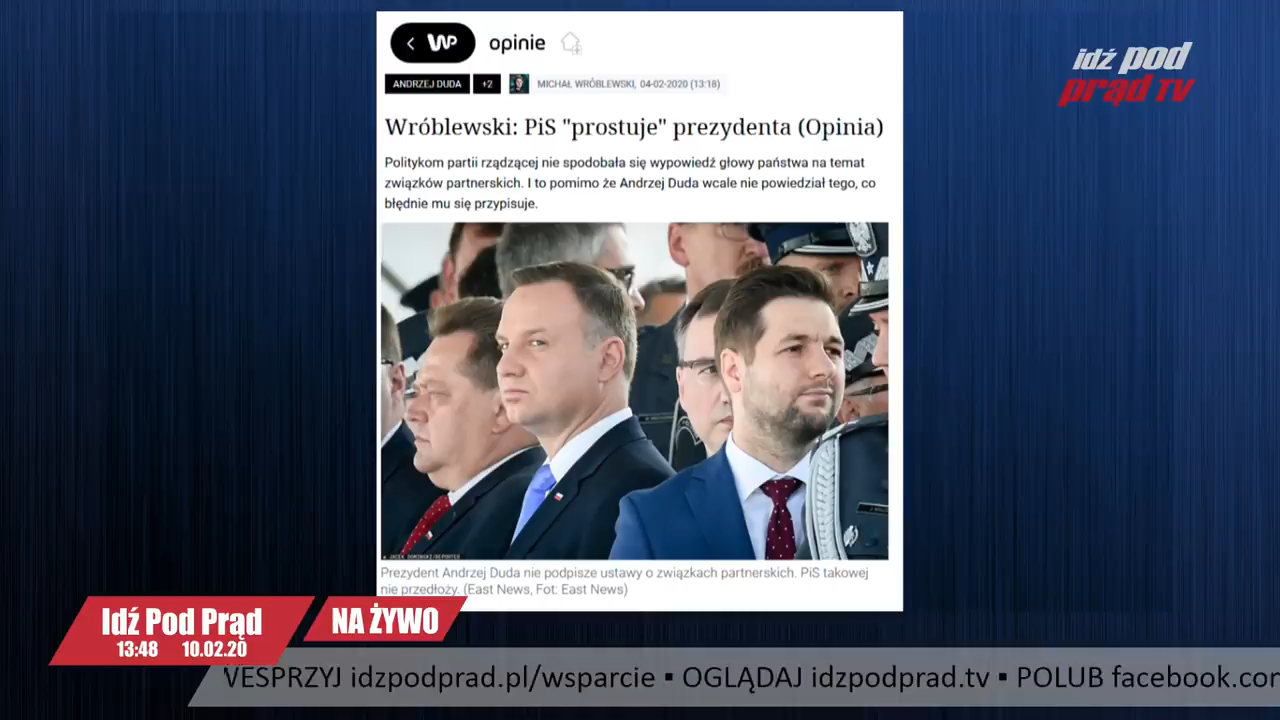 WP opinie
idź pod
prąd TV
ANDRZEJ DUDA +2 MICHAŁ WRÓBLEWSKI, 04-02-2020 (13:18)
Wróblewski: PiS "prostuje" prezydenta (Opinia)
Politykom partii rządzącej nie spodobała się wypowiedź głowy państwa na temat
związków partnerskich. I to pomimo że Andrzej Duda wcale nie powiedział tego, co
błędnie mu się przypisuje.
Prezydent Andrzej Duda nie podpisze ustawy o związkach partnerskich. PiS takowej
nie przedłoży. (East News, Fot: East News)
Idź Pod Prąd NA ŻYWO
13:48 10.02.20
WESPRZYJ idzpodprad.pl/wsparcie ▪ OGLĄDAJ idzpodprad.tv ▪ POLUB facebook.com